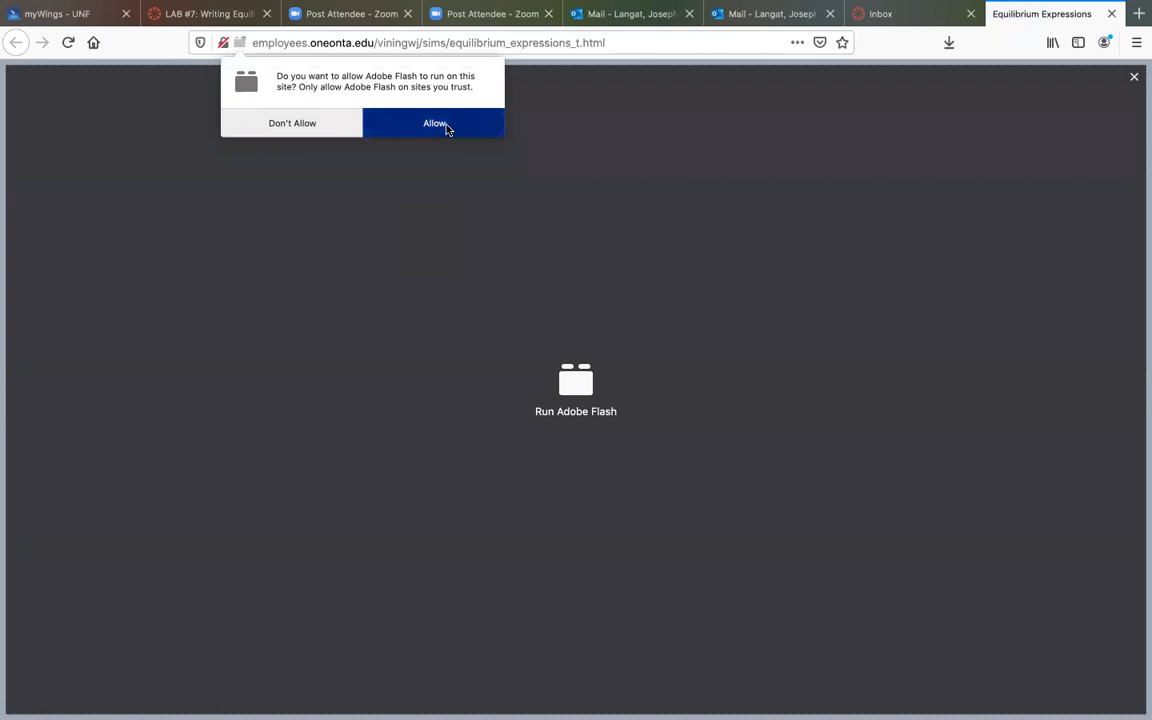 myWings - UNF
LAB #7: Writing Equil
Post Attendee - Zoom
Post Attendee - Zoom
Mail - Langat, Joseph
Mail - Langat, Joseph
Inbox
Equilibrium Expressions
employees.oneonta.edu/viningwj/sims/equilibrium_expressions_t.html
Do you want to allow Adobe Flash to run on this
site? Only allow Adobe Flash on sites you trust.
Don't Allow
Allow
Run Adobe Flash